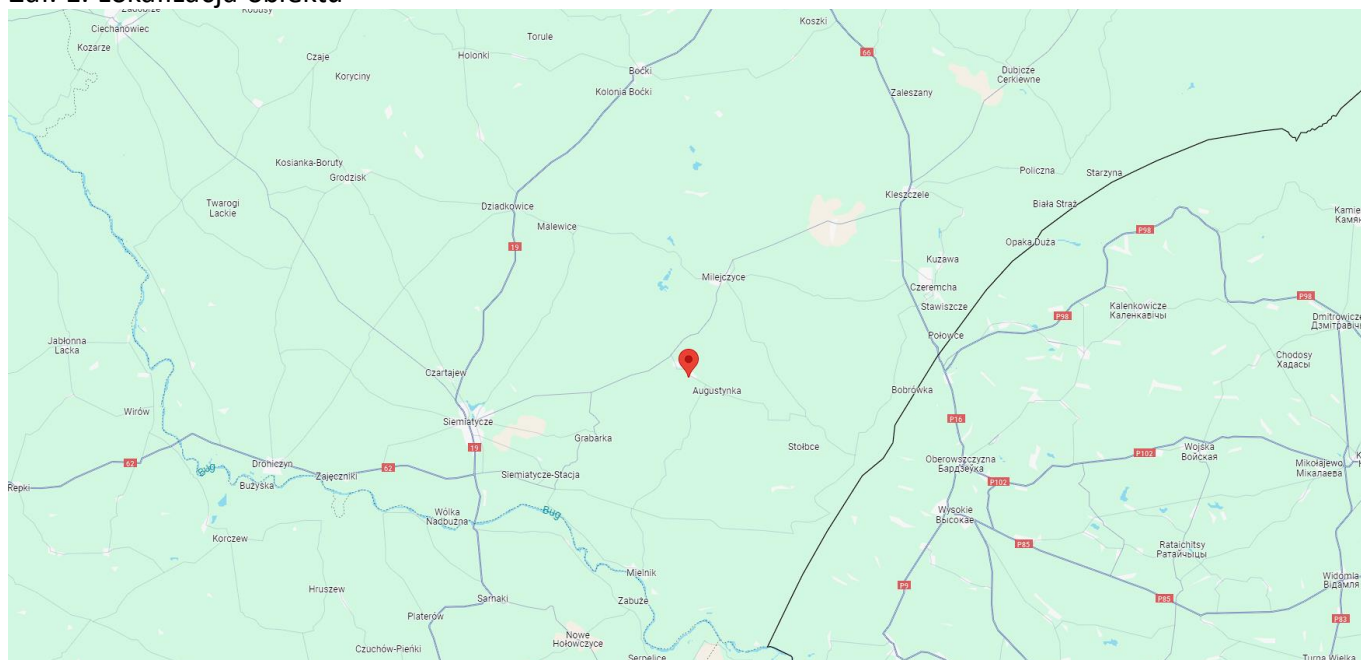 Ciechanowiec
Kozarze
Czaje
Koryciny
Holonki
Torule
Boćki
Kolonia Boćki
Koszki
66
Zaleszany
Dubicze
Cerkiewne
Kosianka-Boruty
Grodzisk
Twarogi
Lackie
Dziadkowice
Malewice
19
Milejczyce
Kleszczele
Policzna
Starzyna
Biała Straż
Opaka Duża
P98
Kuzawa
Czeremcha
Stawiszcze
Połowce
P98
Kalenkowicze
Каленкавічы
P98
Dmitrowicze
Chodosy
Хадасы
Jabłonna
Lacka
Wirów
Czartajew
Siemiatycze
19
Augustynka
Bobrówka
P16
Grabarka
Stołbce
62
Repki
Bug
Drohiczyn
Bużyska
Zajęczniki
62
Siemiatycze-Stacja
Oberowszczyzna
Бардзеўка
P102
P102
Wojska
Войская
Mikołajewo
Мікалаева
Korczew
Wólka
Nadbużna
Bug
Wysokie
Высокае
P85
Rataichitsy
Ратайчыцы
Hruszew
Mielnik
Zabuże
Sarnaki
Platerów
P9
P85
P83
Czuchów-Pieńki
Nowe
Hołowczyce
Serpelice